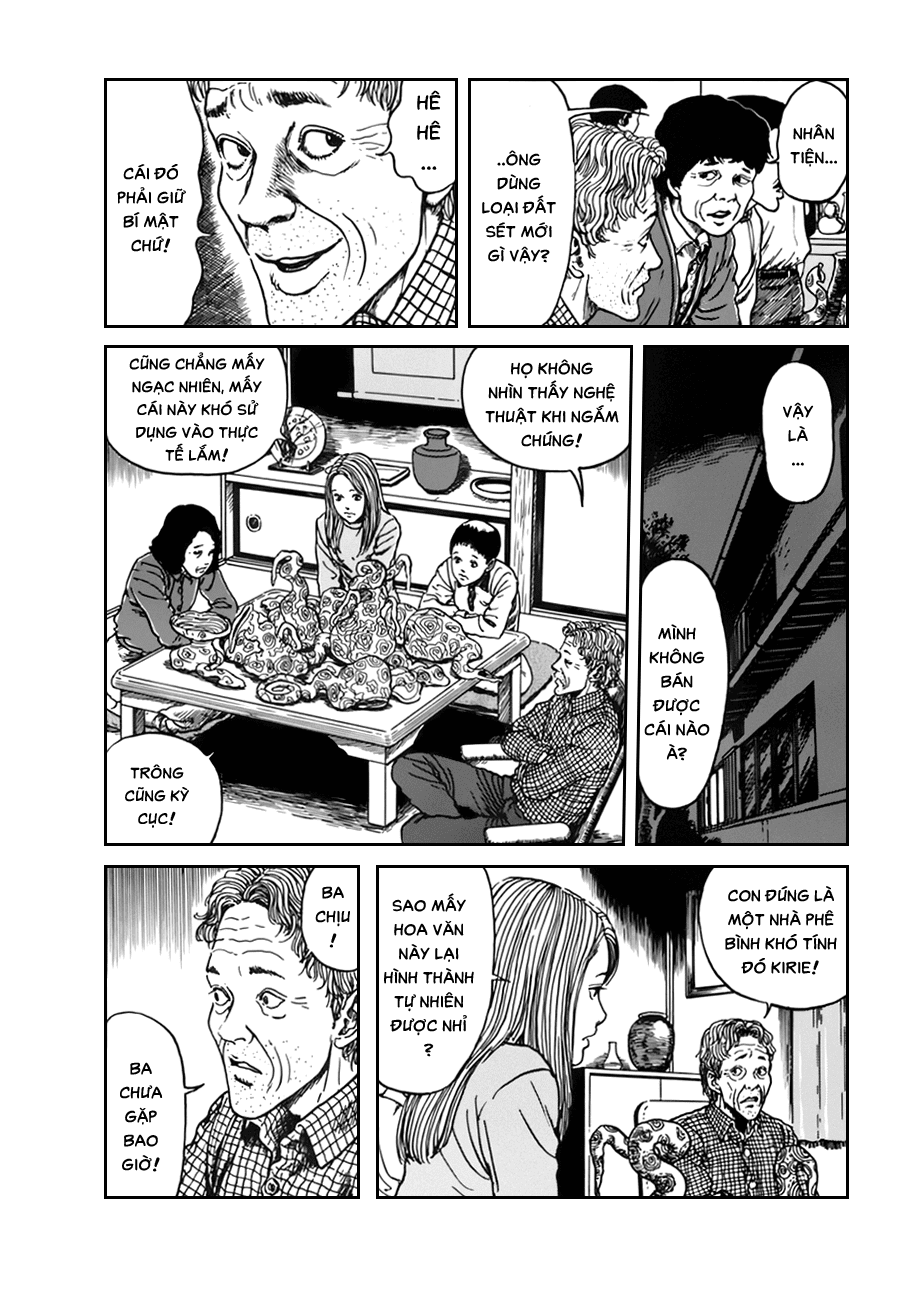 NHÂN
TIỆN...
..ÔNG
DÙNG
LOẠI ĐẤT
SÉT MỚI
GÌ VẬY?
HÊ
HÊ
...
CÁI ĐÓ
PHẢI GIỮ
BÍ MẬT
CHỨ!
VẬY
LÀ
...
MÌNH
KHÔNG
BÁN
ĐƯỢC
CÁI NÀO
À?
HỌ KHÔNG
NHÌN THẤY NGHỆ
THUẬT KHI NGẮM
CHÚNG!
CŨNG CHẲNG MẤY
NGẠC NHIÊN, MẤY
CÁI NÀY KHÓ SỬ
DỤNG VÀO THỰC
TẾ LẮM!
TRÔNG
CŨNG KỲ
CỤC!
CON ĐÚNG LÀ
MỘT NHÀ PHÊ
BÌNH KHÓ TÍNH
ĐÓ KIRIE!
SAO MẤY
HOA VĂN
NÀY LẠI
HÌNH THÀNH
TỰ NHIÊN
ĐƯỢC NHỈ
?
BA
CHỊU
!
BA
CHƯA
GẶP
BAO
GIỜ!